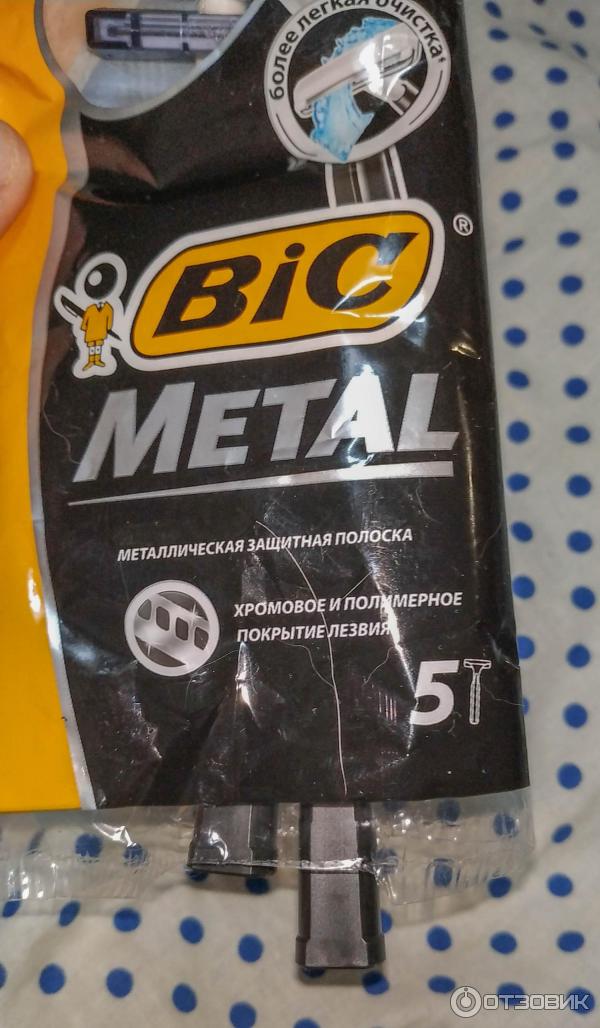 более легкая очистка
BiC®
METAL
МЕТАЛЛИЧЕСКАЯ ЗАЩИТНАЯ ПОЛОСКА
ХРОМОВОЕ И ПОЛИМЕРНОЕ
ПОКРЫТИЕ ЛЕЗВИЯ
5
ОТЗОВИК